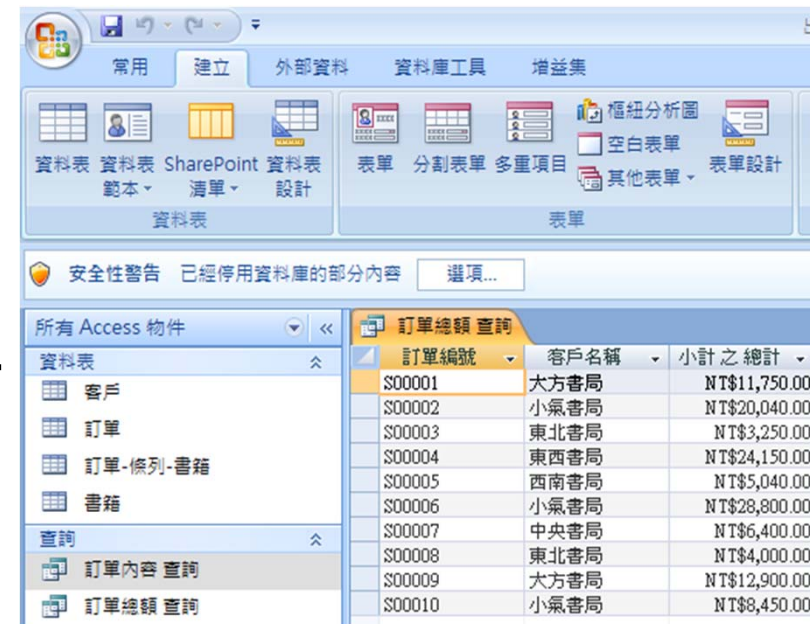 常用 建立 外部資料 資料庫工具 增益集
資料表 資料表範本 SharePoint清單 資料表設計
資料表
表單 分割表單 多重項目 樞紐分析圖 空白表單 其他表單 表單設計
表單
安全性警告 已經停用資料庫的部分內容 選項...
所有 Access 物件 «
資料表
客戶
訂單
訂單-條列-書籍
書籍
查詢
訂單內容 查詢
訂單總額 查詢
訂單總額 查詢
訂單編號 客戶名稱 小計 之 總計
S00001 大方書局 NT$11,750.00
S00002 小氣書局 NT$20,040.00
S00003 東北書局 NT$3,250.00
S00004 東西書局 NT$24,150.00
S00005 西南書局 NT$5,040.00
S00006 小氣書局 NT$28,800.00
S00007 中央書局 NT$6,400.00
S00008 東北書局 NT$4,000.00
S00009 大方書局 NT$12,900.00
S00010 小氣書局 NT$8,450.00